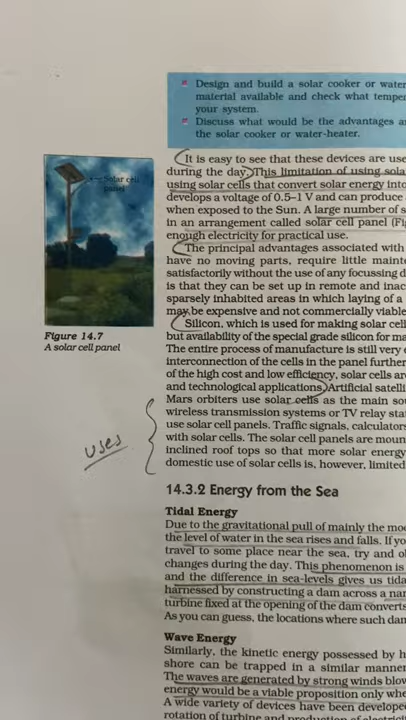 Design and build a solar cooker or water
material available and check what tempe
your system.
Discuss what would be the advantages a
the solar cooker or water-heater.
Solar cell
panel
Figure 14.7
A solar cell panel
It is easy to see that these devices are use
during the day. This limitation of using sola
using solar cells that convert solar energy into
develops a voltage of 0.5–1 V and can produce
when exposed to the Sun. A large number of s
in an arrangement called solar cell panel (Fi
enough electricity for practical use.
The principal advantages associated with
have no moving parts, require little maint
satisfactorily without the use of any focussing d
is that they can be set up in remote and inac
sparsely inhabited areas in which laying of a
may be expensive and not commercially viable
Silicon, which is used for making solar cell
but availability of the special grade silicon for ma
The entire process of manufacture is still very e
interconnection of the cells in the panel further
of the high cost and low efficiency, solar cells are
and technological applications. Artificial satelli
Mars orbiters use solar cells as the main sou
wireless transmission systems or TV relay stat
use solar cell panels. Traffic signals, calculators
with solar cells. The solar cell panels are moun
inclined roof tops so that more solar energy
domestic use of solar cells is, however, limited
uses
14.3.2 Energy from the Sea
Tidal Energy
Due to the gravitational pull of mainly the moo
the level of water in the sea rises and falls. If yo
travel to some place near the sea, try and o
changes during the day. This phenomenon is
and the difference in sea-levels gives us tida
harnessed by constructing a dam across a nar
turbine fixed at the opening of the dam converts
As you can guess, the locations where such dam
Wave Energy
Similarly, the kinetic energy possessed by h
shore can be trapped in a similar manner
The waves are generated by strong winds blow
energy would be a viable proposition only whe
A wide variety of devices have been develope
rotation of turbine and production of